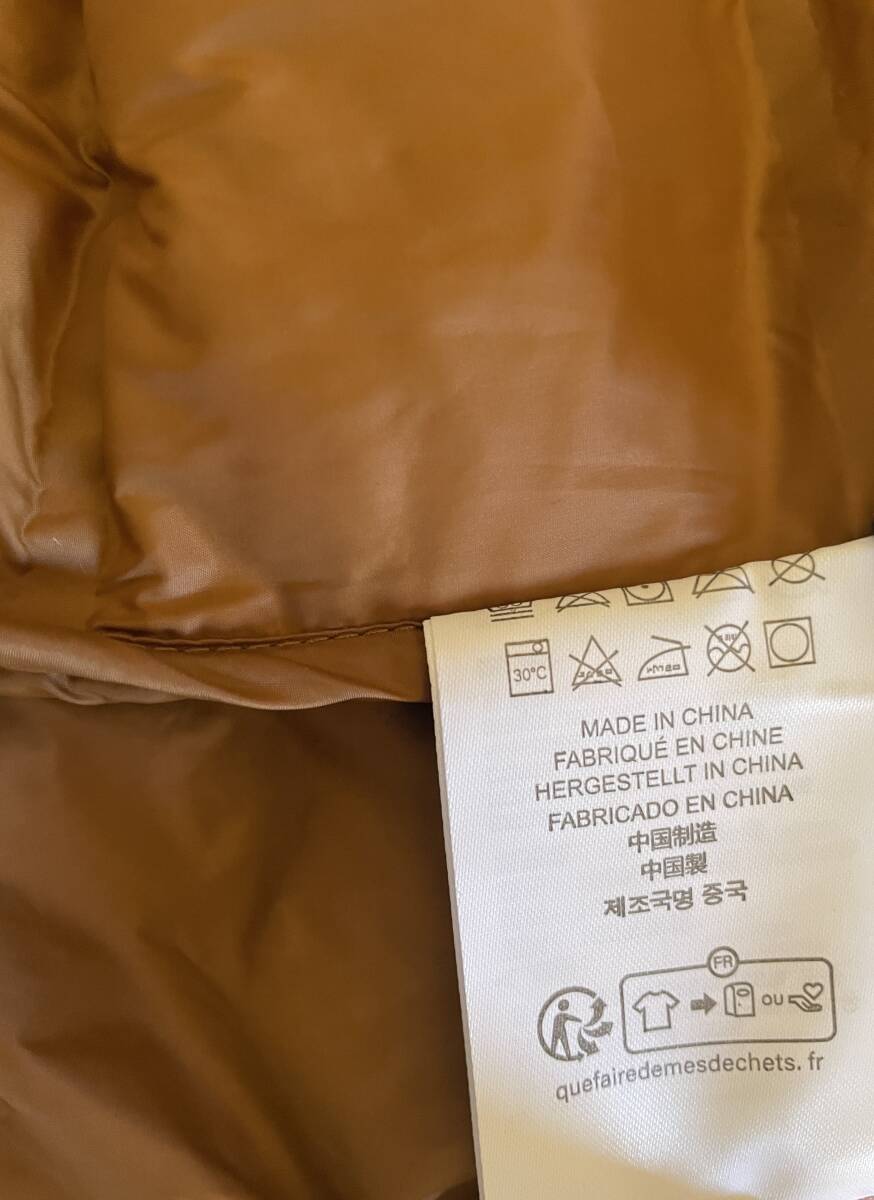 30°C
MADE IN CHINA
FABRIQUÉ EN CHINE
HERGESTELLT IN CHINA
FABRICADO EN CHINA
中国制造
中国製
제조국명 중국
FR
OU
quefairedemesdechets.fr